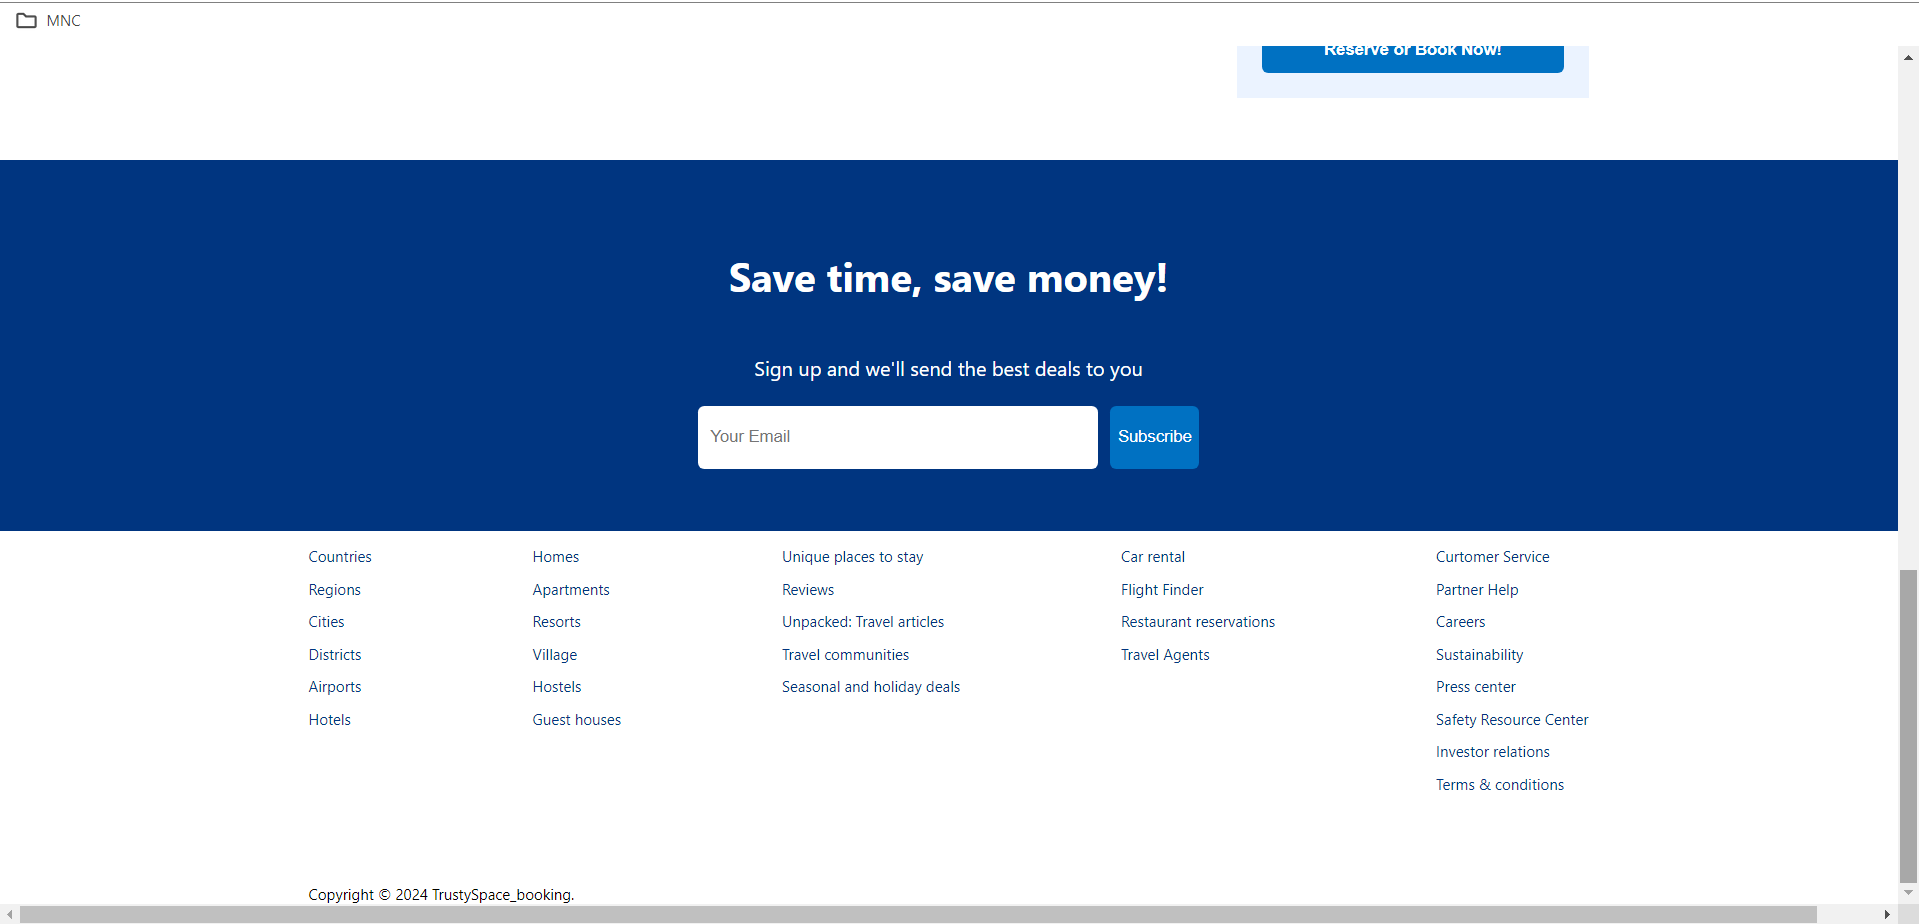 MNC
Reserve or Book Now!
Save time, save money!
Sign up and we'll send the best deals to you
Your Email
Subscribe
Countries
Regions
Cities
Districts
Airports
Hotels
Homes
Apartments
Resorts
Village
Hostels
Guest houses
Unique places to stay
Reviews
Unpacked: Travel articles
Travel communities
Seasonal and holiday deals
Car rental
Flight Finder
Restaurant reservations
Travel Agents
Curtomer Service
Partner Help
Careers
Sustainability
Press center
Safety Resource Center
Investor relations
Terms & conditions
Copyright © 2024 TrustySpace_booking.